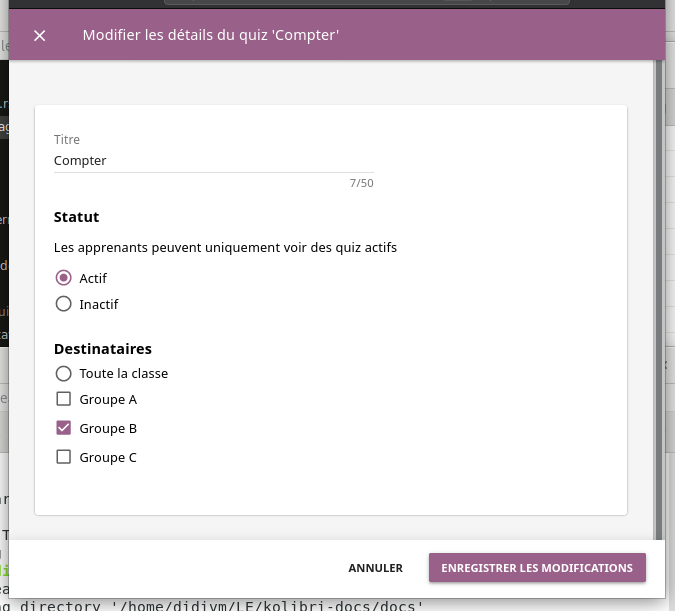 Modifier les détails du quiz 'Compter'
Titre
Compter
7/50
Statut
Les apprenants peuvent uniquement voir des quiz actifs
Actif
Inactif
Destinataires
Toute la classe
Groupe A
Groupe B
Groupe C
ANNULER
ENREGISTRER LES MODIFICATIONS
directory '/home/didivm/LE/kolibri-docs/docs'